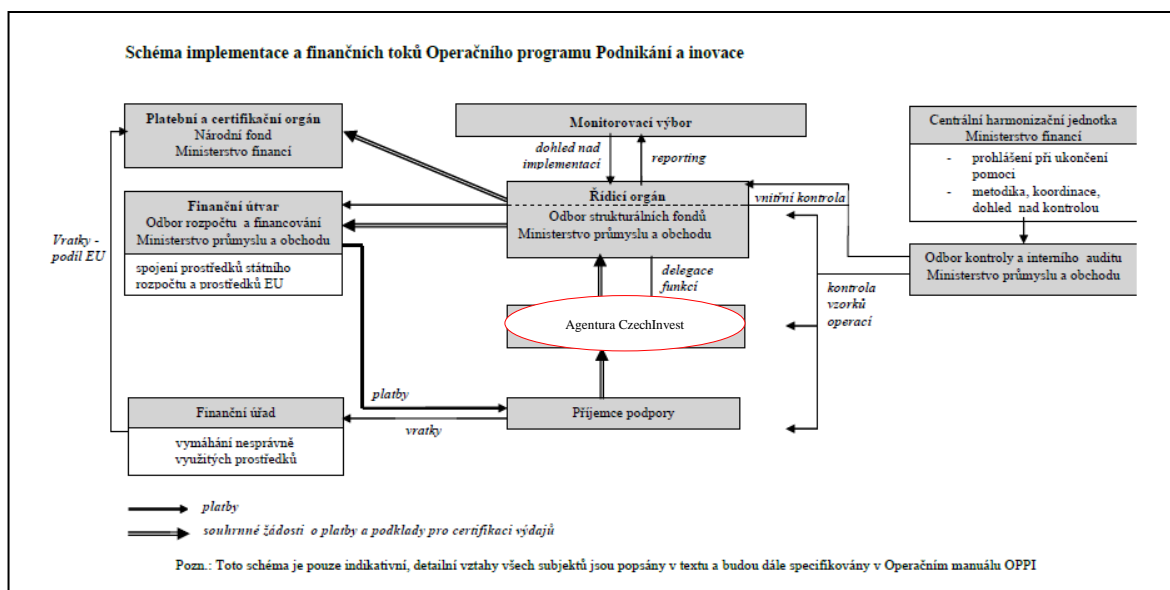 Schéma implementace a finančních toků Operačního programu Podnikání a inovace
Platební a certifikační orgán
Národní fond
Ministerstvo financí
Monitorovací výbor
Centrální harmonizační jednotka
Ministerstvo financí
- prohlášení při ukončení
pomoci
- metodika, koordinace,
dohled nad kontrolou
dohled nad
implementací
reporting
Finanční útvar
Odbor rozpočtu a financování
Ministerstvo průmyslu a obchodu
spojení prostředků státního
rozpočtu a prostředků EU
Řídicí orgán
Odbor strukturálních fondů
Ministerstvo průmyslu a obchodu
vnitřní kontrola
Odbor kontroly a interního auditu
Ministerstvo průmyslu a obchodu
Vratky -
podíl EU
delegace
funkcí
kontrola
vzorků
operací
Agentura CzechInvest
platby
Finanční úřad
vymáhání nesprávně
využitých prostředků
vratky
Příjemce podpory
platby
souhrnné žádosti o platby a podklady pro certifikaci výdajů
Pozn.: Toto schéma je pouze indikativní, detailní vztahy všech subjektů jsou popsány v textu a budou dále specifikovány v Operačním manuálu OPPI